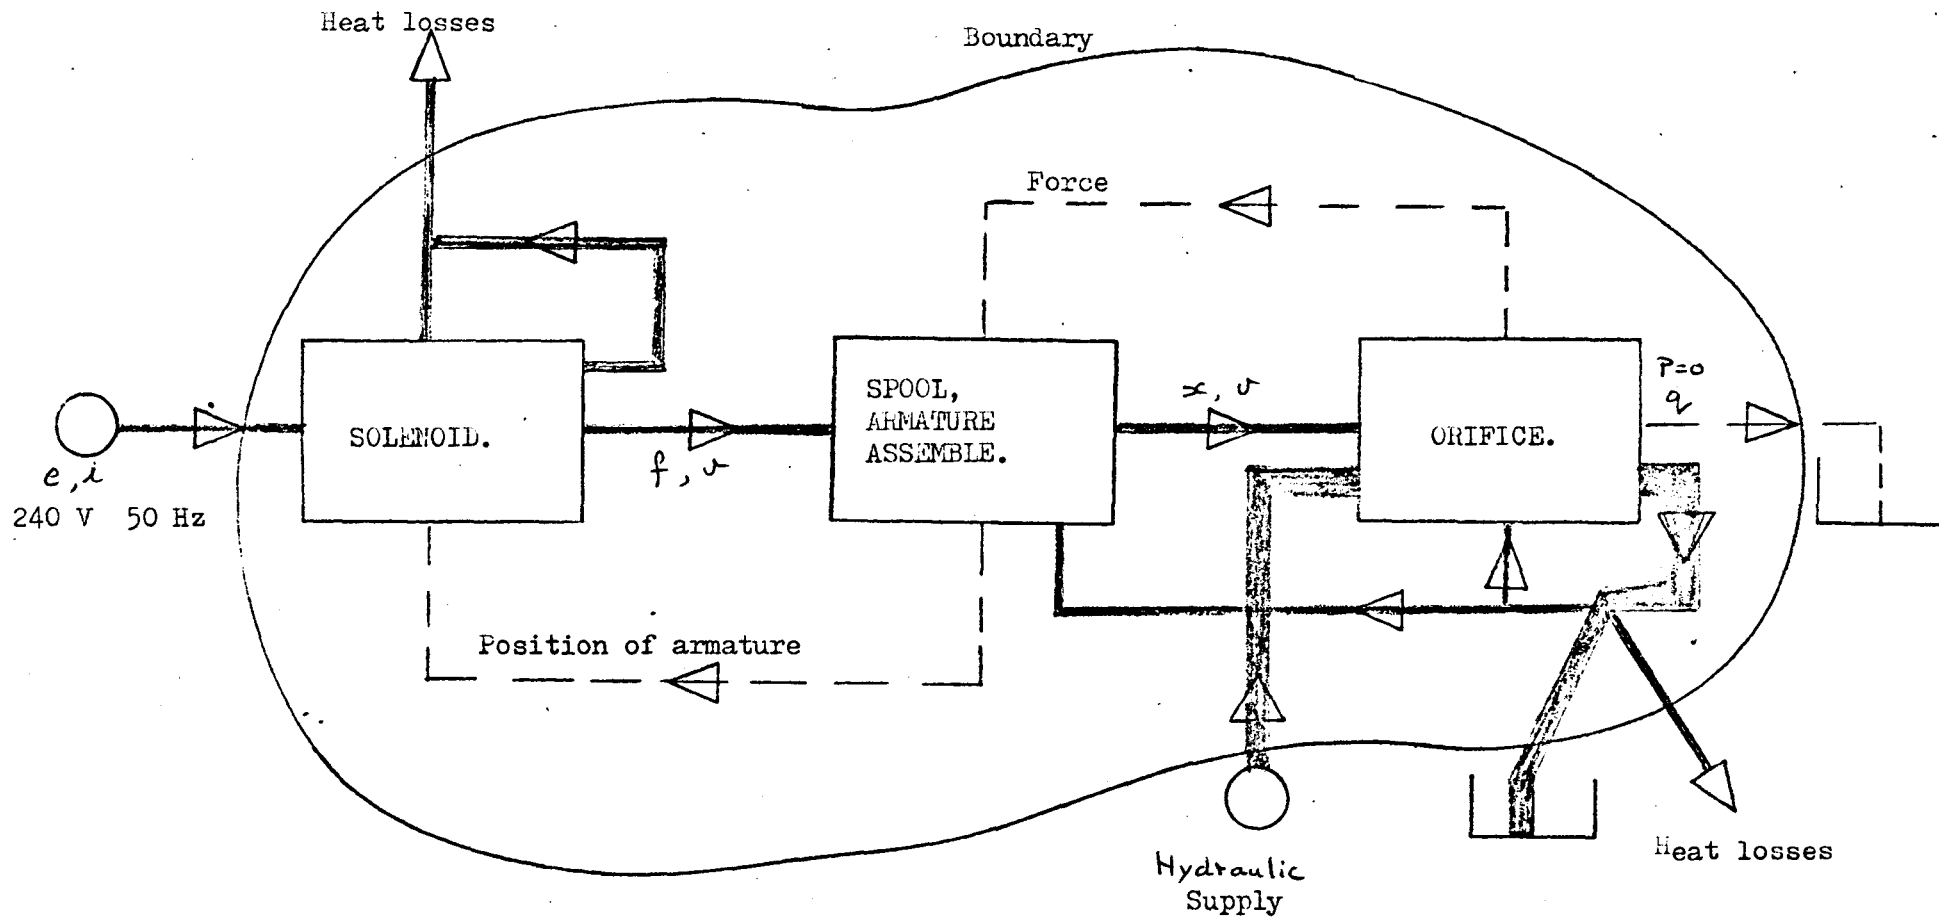 Heat losses
Boundary
Force
P=0
q
SPOOL,
ARMATURE
ASSEMBLE.
x, v
SOLENOID.
ORIFICE.
f, v
e, i
240 V 50 Hz
Position of armature
Heat losses
Hydraulic
Supply